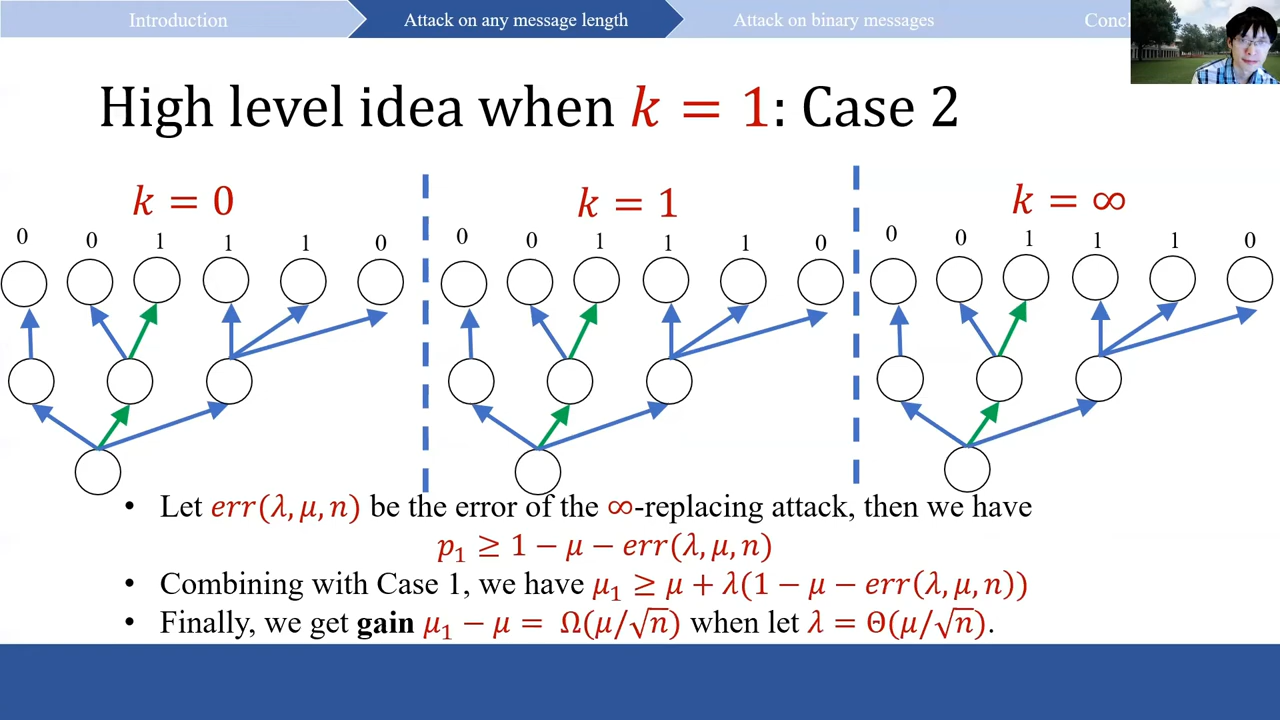 Introduction
Attack on any message length
Attack on binary messages
High level idea when k = 1: Case 2
k = 0
k = 1
k = ∞
0 0 1 1 1 0
0 0 1 1 1 0
0 0 1 1 1 0
• Let err(λ, μ, n) be the error of the ∞-replacing attack, then we have
p₁ ≥ 1 − μ − err(λ, μ, n)
• Combining with Case 1, we have μ₁ ≥ μ + λ(1 − μ − err(λ, μ, n))
• Finally, we get gain μ₁ − μ = Ω(μ/√n) when let λ = Θ(μ/√n).